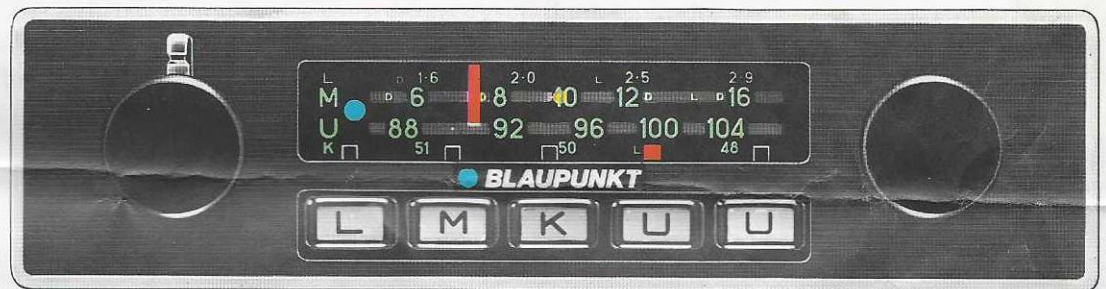 L D 1·6 2·0 L 2·5 2·9
M D 6 D 8 10 12 D L D 16
U 88 92 96 100 104
K 51 50 L 48
BLAUPUNKT
L M K U U